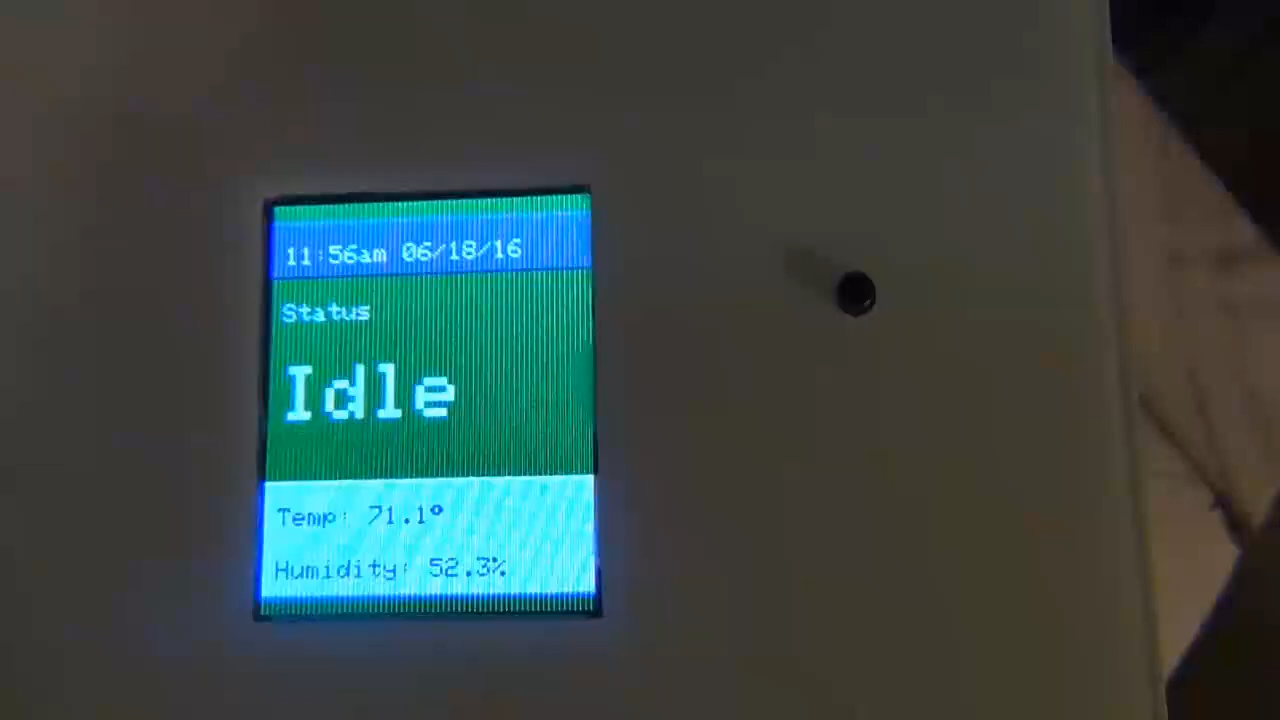 11:56am 06/18/16
Status
Idle
Temp: 71.1°
Humidity: 52.3%